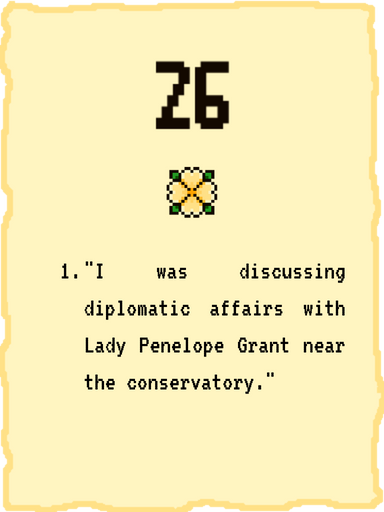 26
1."I was discussing
diplomatic affairs with
Lady Penelope Grant near
the conservatory."